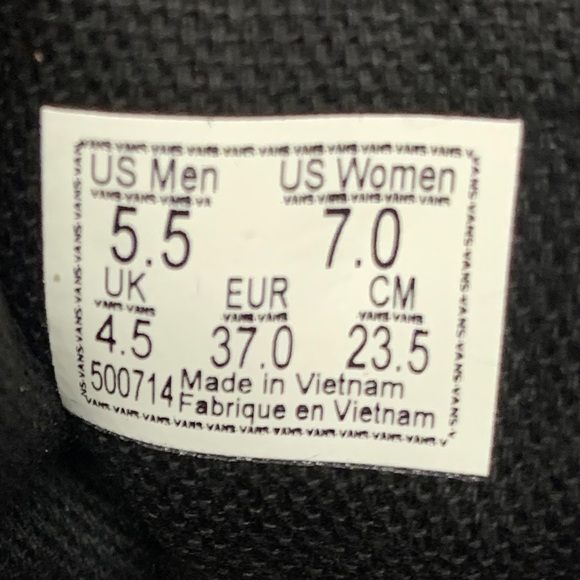 US Men US Women
5.5 7.0
UK EUR CM
4.5 37.0 23.5
500714 Made in Vietnam
Fabrique en Vietnam